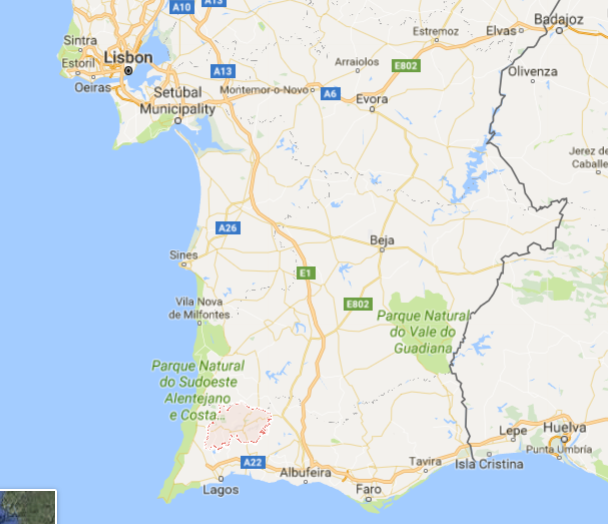 A13
A10
Badajoz
Estremoz
Elvas
Sintra
Lisbon
Estoril
Arraiolos
E802
A13
Olivenza
Oeiras
Setúbal
Municipality
Montemor-o-Novo
A6
Evora
Jerez de
Caballe
A26
Beja
Sines
E1
Vila Nova
de Milfontes
E802
Parque Natural
do Vale do
Guadiana
Parque Natural
do Sudoeste
Alentejano
e Costa...
Lepe
Huelva
Punta Umbría
A22
Tavira
Isla Cristina
Albufeira
Lagos
Faro